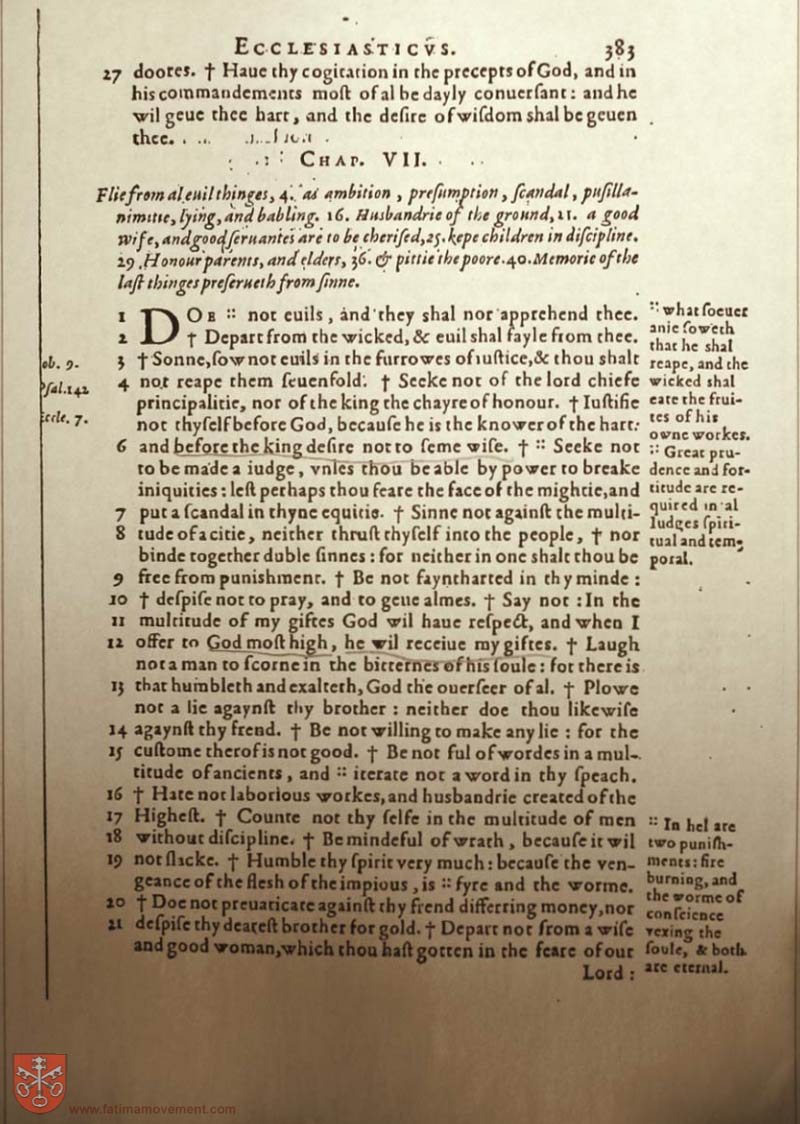 ECCLESIASTICVS. 383
27 doores. † Haue thy cogitation in the precepts of God, and in
his commandements moſt of al be dayly conuerſant: and he
wil geue thee hart, and the deſire of wiſdom shal be geuen
thee.
CHAP. VII.
Flie from al euil thinges, 4. as ambition, preſumption, ſcandal, puſilla-
nimitie, lying, and babling. 16. Husbandrie of the ground, 21. a good
wife, and good ſeruantes are to be cheriſed, 25. kepe children in diſcipline.
29. Honour parents, and elders, 36. & pittie the poore. 40. Memorie of the
laſt thinges preſerueth from ſinne.
1 DOE :: not euils, and they shal not apprehend thee.
2 † Depart from the wicked, & euil shal fayle from thee.
3 † Sonne, ſow not euils in the furrowes of iuſtice, & thou shalt
4 not reape them ſeuenfold. † Seeke not of the lord chiefe
principalitie, nor of the king the chayre of honour. † Iuſtifie
not thyſelf before God, becauſe he is the knower of the hart:
6 and before the king deſire not to ſeme wiſe. † :: Seeke not
to be made a iudge, vnles thou be able by power to breake
iniquities: leſt perhaps thou feare the face of the mightie, and
7 put a ſcandal in thyne equitie. † Sinne not againſt the multi-
8 tude of a citie, neither thruſt thyſelf into the people, † nor
binde together duble ſinnes: for neither in one shalt thou be
9 free from punishment. † Be not fayntharted in thy minde:
10 † deſpiſe not to pray, and to geue almes. † Say not: In the
11 multitude of my giftes God wil haue reſpect, and when I
12 offer to God moſt high, he wil receiue my giftes. † Laugh
not a man to ſcorne in the bitternes of his ſoule: for there is
13 that humbleth and exalteth, God the ouerſeer of al. † Plowe
not a lie agaynſt thy brother: neither doe thou likewiſe
14 agaynſt thy frend. † Be not willing to make any lie: for the
15 cuſtome therof is not good. † Be not ful of wordes in a mul-
titude of ancients, and :: iterate not a word in thy ſpeach.
16 † Hate not laborious workes, and husbandrie created of the
17 Higheſt. † Counte not thy ſelfe in the multitude of men
18 without diſcipline. † Be mindeful of wrath, becauſe it wil
19 not ſlacke. † Humble thy ſpirit very much: becauſe the ven-
geance of the flesh of the impious, is :: fyre and the worme.
20 † Doe not preuaricate againſt thy frend differring money, nor
21 deſpiſe thy deareſt brother for gold. † Depart not from a wife
and good woman, which thou haſt gotten in the feare of our
Lord:
ob. 9.
Pſal. 142
Eccle. 7.
:: what ſoeuer
anie ſoweth
that he shal
reape, and the
wicked shal
eate the frui-
tes of his
owne workes.
:: Great pru-
dence and for-
titude are re-
quired in al
Iudges ſpiri-
tual and tem-
poral.
:: In hel are
two punish-
ments: fire
burning, and
the worme of
conſcience
vexing the
ſoule, & both
are eternal.
www.fatimamovement.com